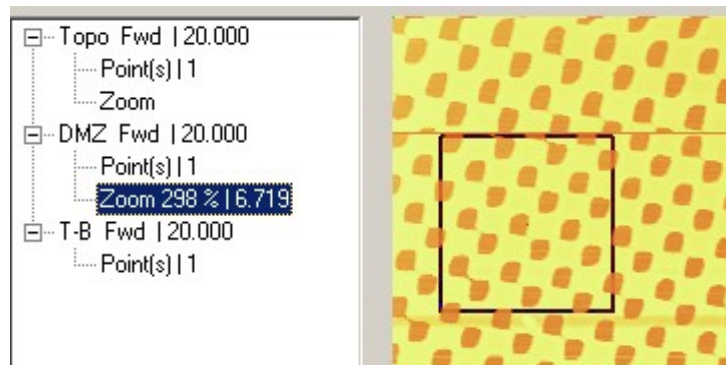 Topo Fwd | 20.000
Point(s) | 1
Zoom
DMZ Fwd | 20.000
Point(s) | 1
Zoom 298 % | 6.719
T-B Fwd | 20.000
Point(s) | 1